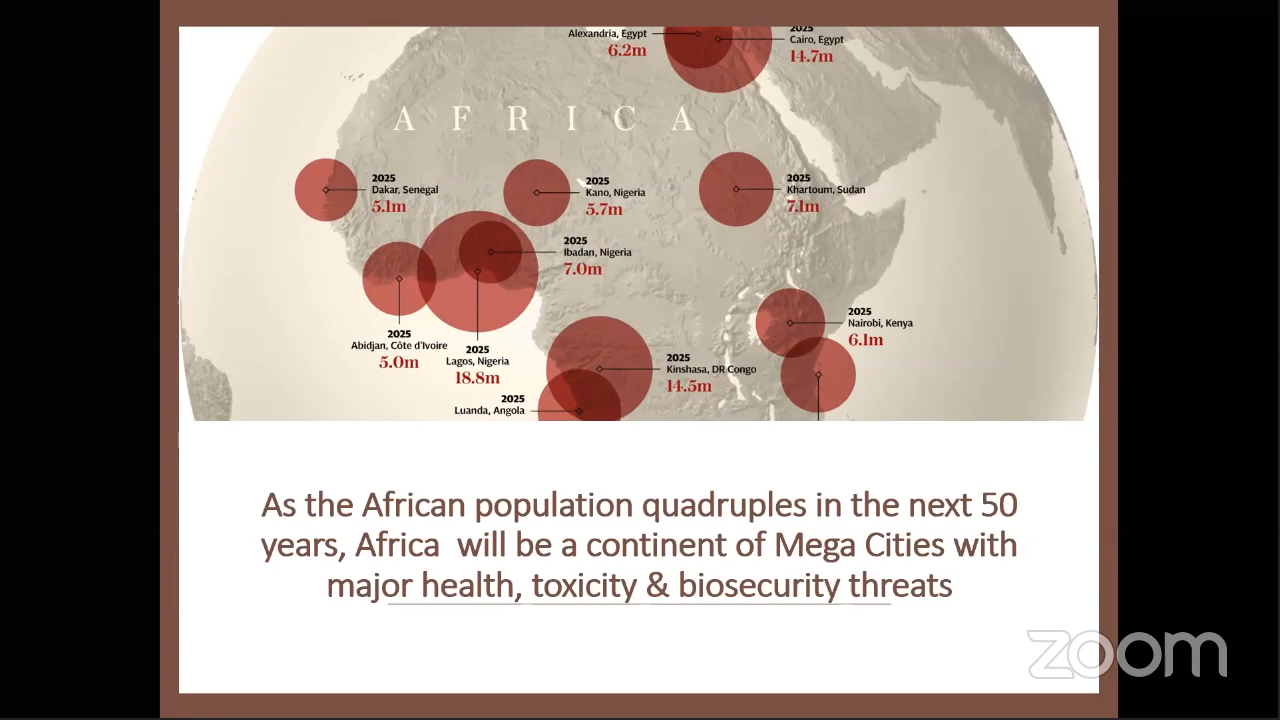 Alexandria, Egypt
6.2m
2025
Cairo, Egypt
14.7m
AFRICA
2025
Dakar, Senegal
5.1m
2025
Kano, Nigeria
5.7m
2025
Khartoum, Sudan
7.1m
2025
Ibadan, Nigeria
7.0m
2025
Abidjan, Côte d'Ivoire
5.0m
2025
Lagos, Nigeria
18.8m
2025
Nairobi, Kenya
6.1m
2025
Kinshasa, DR Congo
14.5m
2025
Luanda, Angola
As the African population quadruples in the next 50
years, Africa will be a continent of Mega Cities with
major health, toxicity & biosecurity threats
zoom